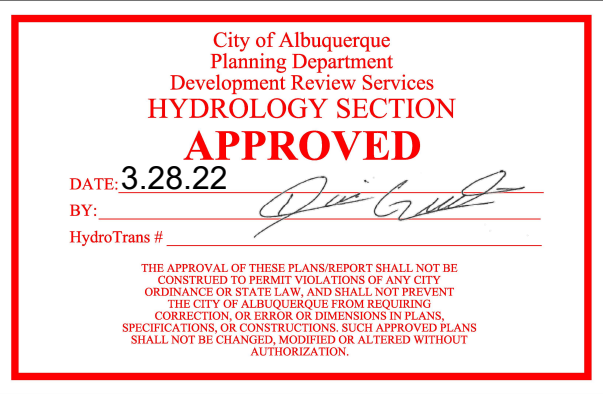 City of Albuquerque
Planning Department
Development Review Services
HYDROLOGY SECTION
APPROVED
DATE: 3.28.22
BY:
HydroTrans #
THE APPROVAL OF THESE PLANS/REPORT SHALL NOT BE
CONSTRUED TO PERMIT VIOLATIONS OF ANY CITY
ORDINANCE OR STATE LAW, AND SHALL NOT PREVENT
THE CITY OF ALBUQUERQUE FROM REQUIRING
CORRECTION, OR ERROR OR DIMENSIONS IN PLANS,
SPECIFICATIONS, OR CONSTRUCTIONS. SUCH APPROVED PLANS
SHALL NOT BE CHANGED, MODIFIED OR ALTERED WITHOUT
AUTHORIZATION.